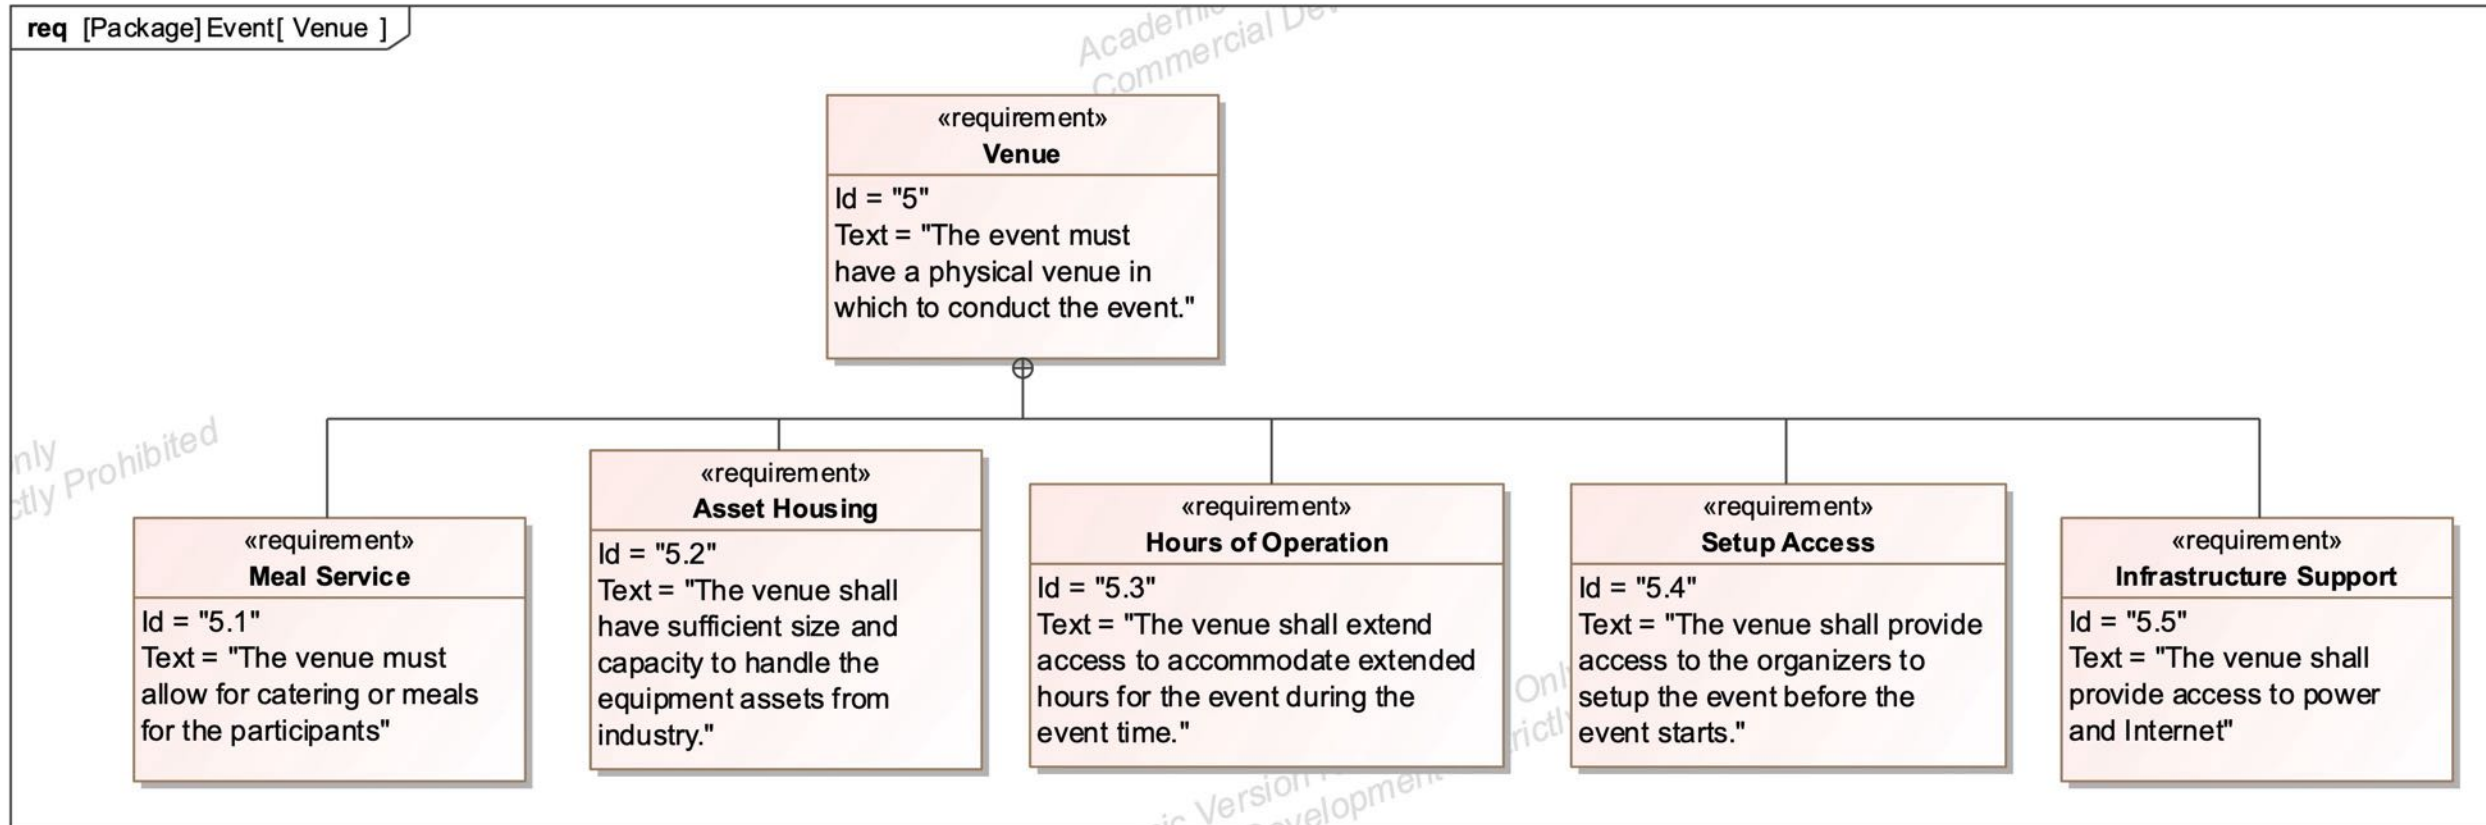 req [Package] Event[ Venue ]
Academic
Commercial Dev
«requirement»
Venue
Id = "5"
Text = "The event must
have a physical venue in
which to conduct the event."
Prohibited
«requirement»
Meal Service
Id = "5.1"
Text = "The venue must
allow for catering or meals
for the participants"
«requirement»
Asset Housing
Id = "5.2"
Text = "The venue shall
have sufficient size and
capacity to handle the
equipment assets from
industry."
«requirement»
Hours of Operation
Id = "5.3"
Text = "The venue shall extend
access to accommodate extended
hours for the event during the
event time."
«requirement»
Setup Access
Id = "5.4"
Text = "The venue shall provide
access to the organizers to
setup the event before the
event starts."
«requirement»
Infrastructure Support
Id = "5.5"
Text = "The venue shall
provide access to power
and Internet"
Version